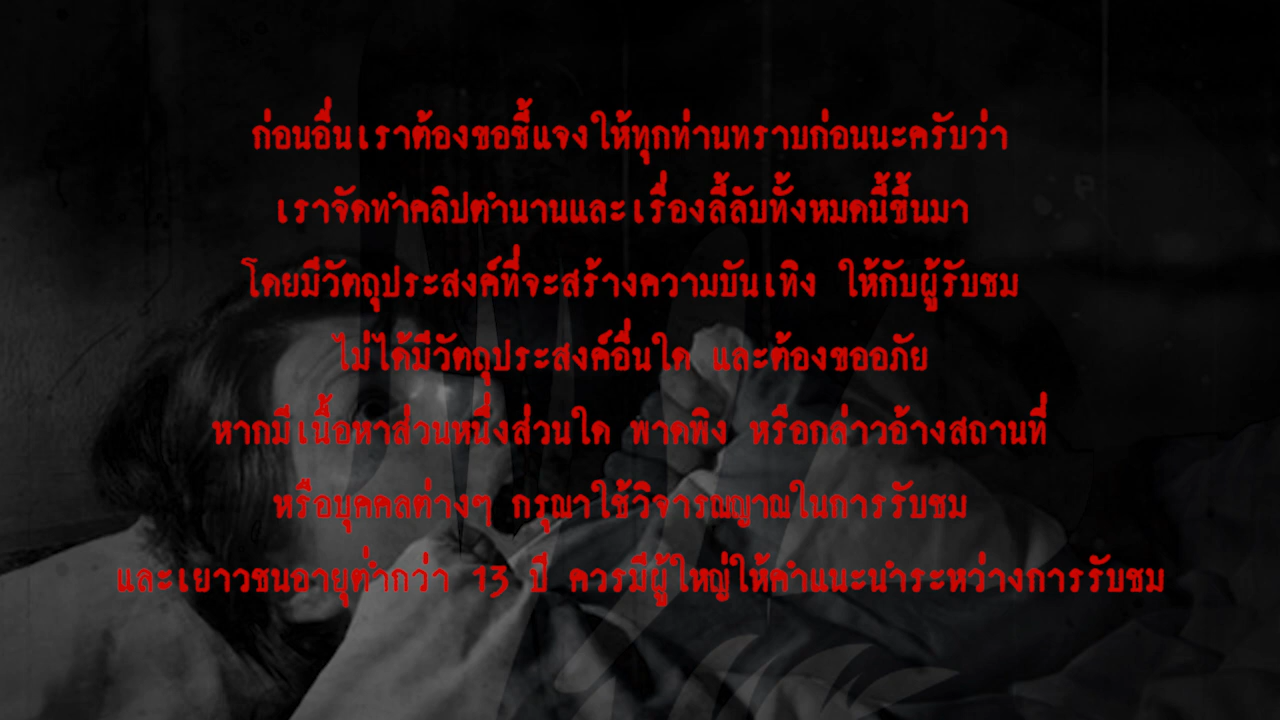 ก่อนอื่นเราต้องขอชี้แจงให้ทุกท่านทราบก่อนนะครับว่า
เราจัดทำคลิปตำนานและเรื่องลี้ลับทั้งหมดนี้ขึ้นมา
โดยมีวัตถุประสงค์ที่จะสร้างความบันเทิง ให้กับผู้รับชม
ไม่ได้มีวัตถุประสงค์อื่นใด และต้องขออภัย
หากมีเนื้อหาส่วนหนึ่งส่วนใด พาดพิง หรือกล่าวอ้างสถานที่
หรือบุคคลต่างๆ กรุณาใช้วิจารณญาณในการรับชม
และเยาวชนอายุต่ำกว่า 13 ปี ควรมีผู้ใหญ่ให้คำแนะนำระหว่างการรับชม